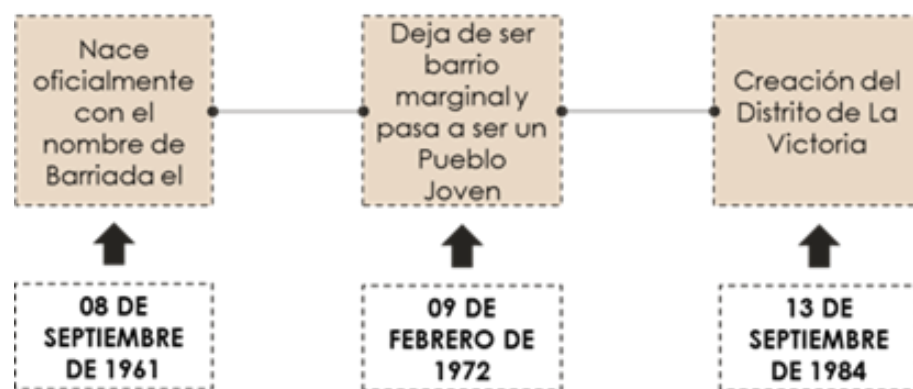 Nace
oficialmente
con el
nombre de
Barriada el
Deja de ser
barrio
marginal y
pasa a ser un
Pueblo
Joven
Creación del
Distrito de La
Victoria
08 DE
SEPTIEMBRE
DE 1961
09 DE
FEBRERO DE
1972
13 DE
SEPTIEMBRE
DE 1984